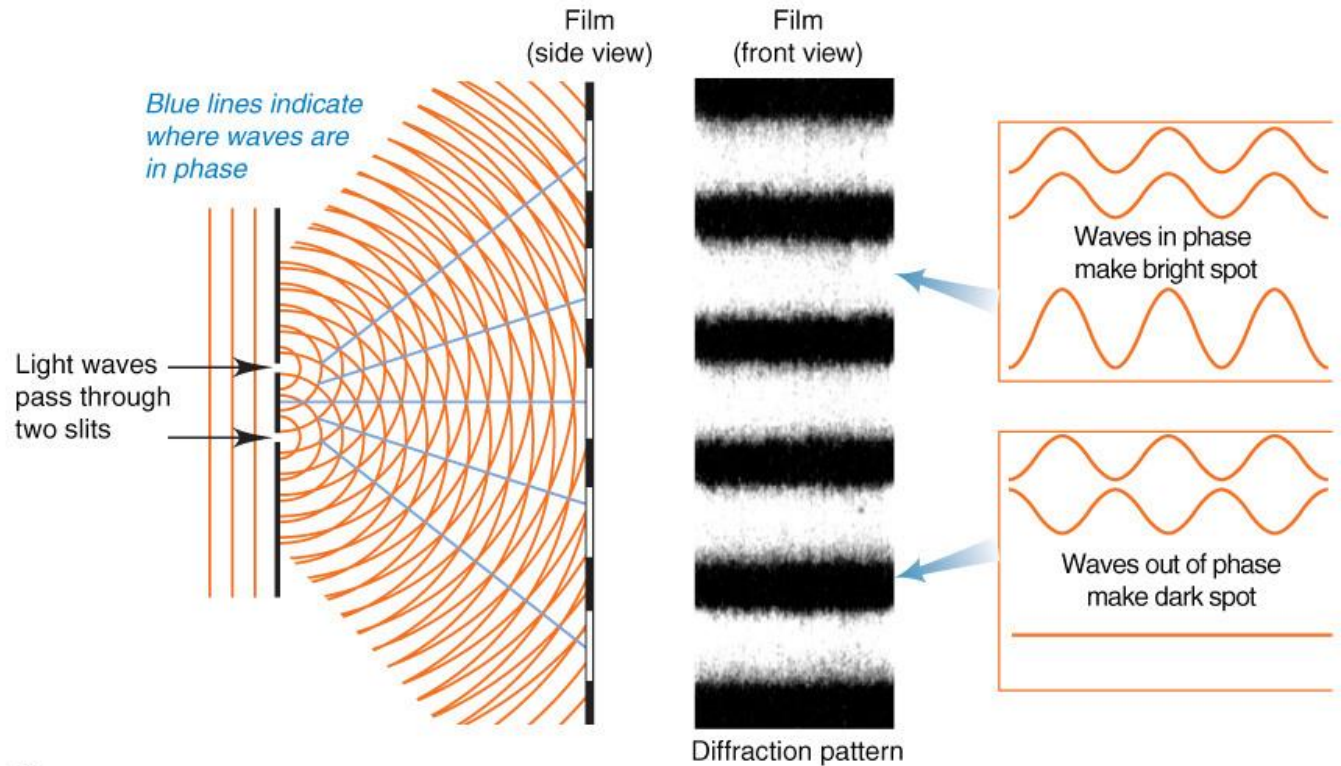 Film
(side view)
Film
(front view)
Blue lines indicate
where waves are
in phase
Light waves
pass through
two slits
Waves in phase
make bright spot
Waves out of phase
make dark spot
Diffraction pattern